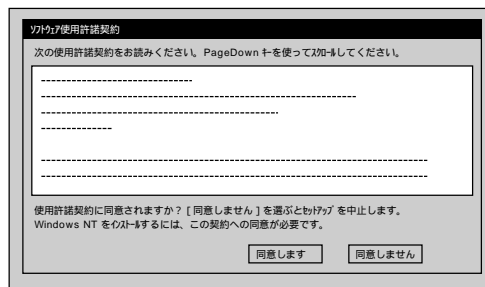 ｿﾌﾄｳｪｱ使用許諾契約
次の使用許諾契約をお読みください。PageDown ｷｰを使ってｽｸﾛｰﾙしてください。
使用許諾契約に同意されますか？ [ 同意しません ] を選ぶとｾｯﾄｱｯﾌﾟを中止します。
Windows NT をｲﾝｽﾄｰﾙするには、この契約への同意が必要です。
同意します 同意しません